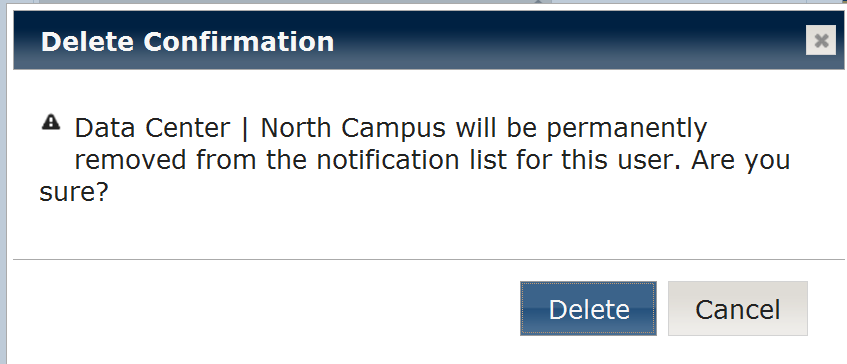 Delete Confirmation
Data Center | North Campus will be permanently
removed from the notification list for this user. Are you
sure?
Delete
Cancel